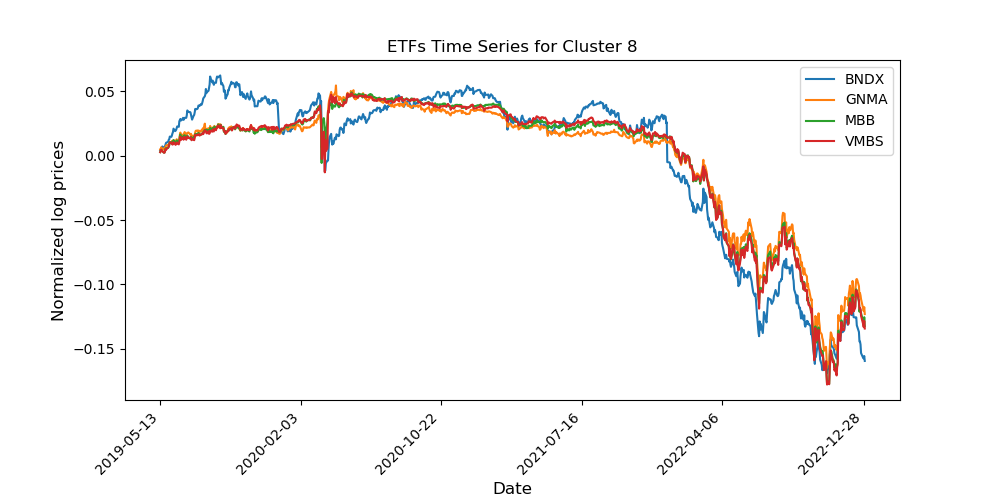 ETFs Time Series for Cluster 8
Normalized log prices
0.05
0.00
−0.05
−0.10
−0.15
BNDX
GNMA
MBB
VMBS
2019-05-13
2020-02-03
2020-10-22
2021-07-16
2022-04-06
2022-12-28
Date